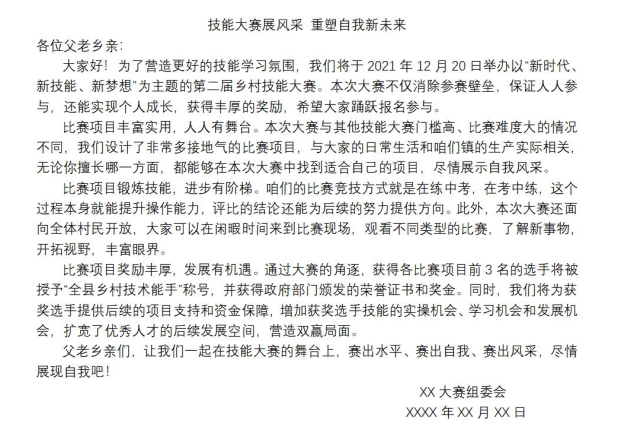 技能大赛展风采 重塑自我新未来
各位父老乡亲：
大家好！为了营造更好的技能学习氛围，我们将于 2021 年 12 月 20 日举办以“新时代、
新技能、新梦想”为主题的第二届乡村技能大赛。本次大赛不仅消除参赛壁垒，保证人人参
与，还能实现个人成长，获得丰厚的奖励，希望大家踊跃报名参与。
比赛项目丰富实用，人人有舞台。本次大赛与其他技能大赛门槛高、比赛难度大的情况
不同，我们设计了非常多接地气的比赛项目，与大家的日常生活和咱们镇的生产实际相关，
无论你擅长哪一方面，都能够在本次大赛中找到适合自己的项目，尽情展示自我风采。
比赛项目锻炼技能，进步有阶梯。咱们的比赛竞技方式就是在练中考，在考中练，这个
过程本身就能提升操作能力，评比的结论还能为后续的努力提供方向。此外，本次大赛还面
向全体村民开放，大家可以在闲暇时间来到比赛现场，观看不同类型的比赛，了解新事物，
开拓视野，丰富眼界。
比赛项目奖励丰厚，发展有机遇。通过大赛的角逐，获得各比赛项目前 3 名的选手将被
授予“全县乡村技术能手”称号，并获得政府部门颁发的荣誉证书和奖金。同时，我们将为获
奖选手提供后续的项目支持和资金保障，增加获奖选手技能的实操机会、学习机会和发展机
会，扩宽了优秀人才的后续发展空间，营造双赢局面。
父老乡亲们，让我们一起在技能大赛的舞台上，赛出水平、赛出自我、赛出风采，尽情
展现自我吧！
XX 大赛组委会
XXXX 年 XX 月 XX 日